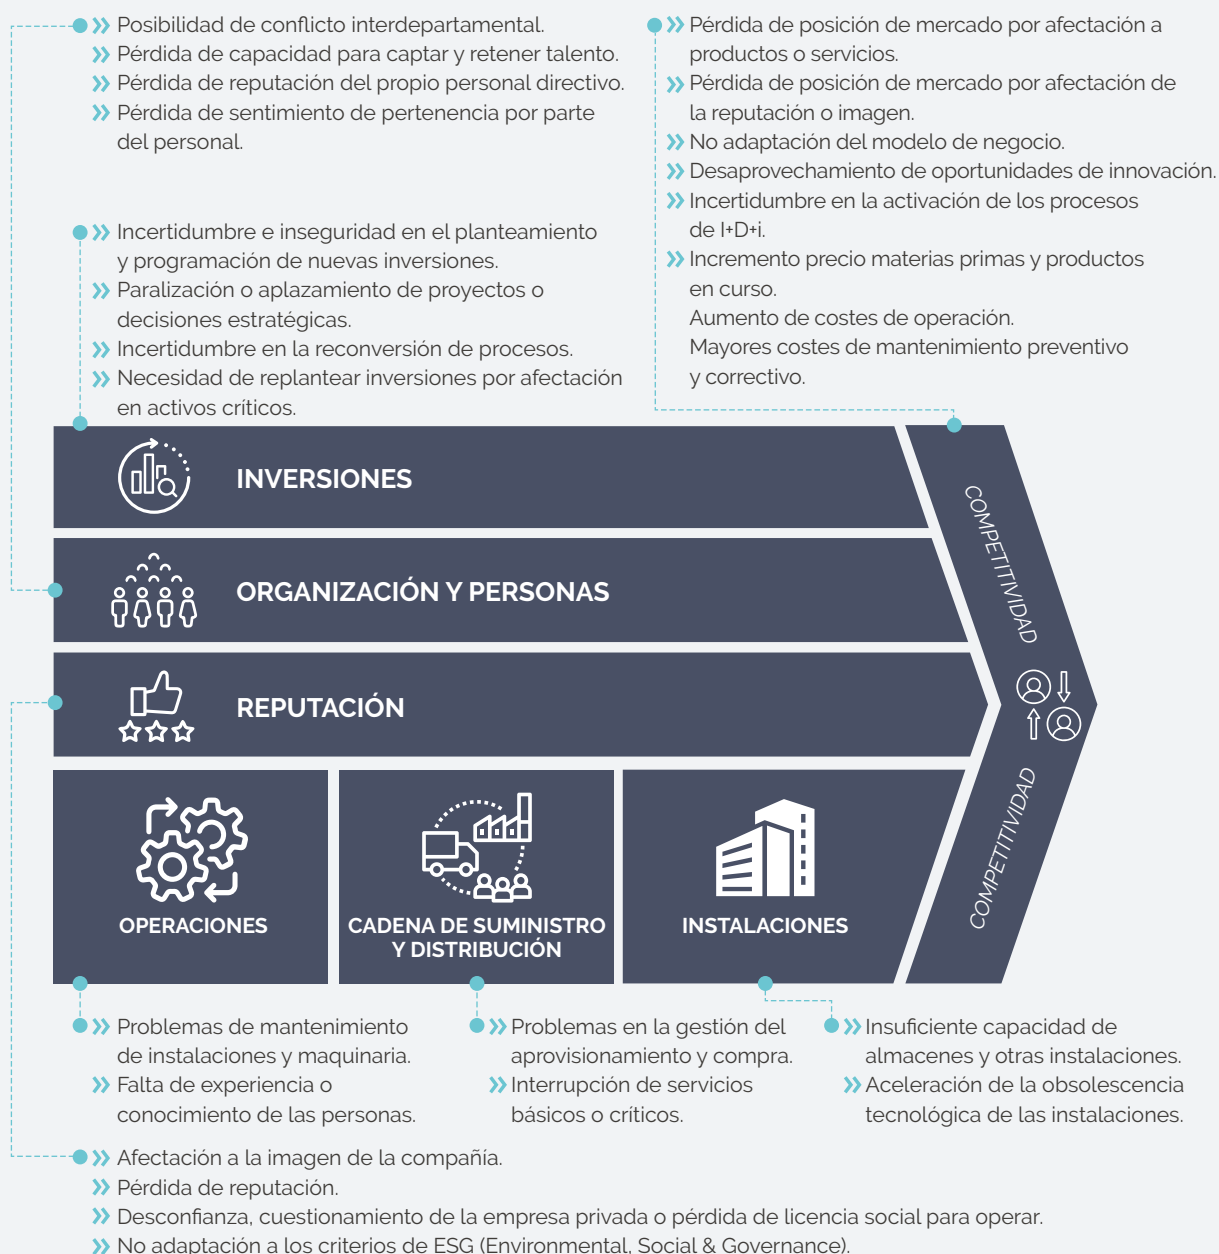 Posibilidad de conflicto interdepartamental.
Pérdida de capacidad para captar y retener talento.
Pérdida de reputación del propio personal directivo.
Pérdida de sentimiento de pertenencia por parte
del personal.
Incertidumbre e inseguridad en el planteamiento
y programación de nuevas inversiones.
Paralización o aplazamiento de proyectos o
decisiones estratégicas.
Incertidumbre en la reconversión de procesos.
Necesidad de replantear inversiones por afectación
en activos críticos.
Pérdida de posición de mercado por afectación a
productos o servicios.
Pérdida de posición de mercado por afectación de
la reputación o imagen.
No adaptación del modelo de negocio.
Desaprovechamiento de oportunidades de innovación.
Incertidumbre en la activación de los procesos
de I+D+i.
Incremento precio materias primas y productos
en curso.
Aumento de costes de operación.
Mayores costes de mantenimiento preventivo
y correctivo.
INVERSIONES
ORGANIZACIÓN Y PERSONAS
REPUTACIÓN
COMPETITIVIDAD
COMPETITIVIDAD
OPERACIONES
CADENA DE SUMINISTRO
Y DISTRIBUCIÓN
INSTALACIONES
Problemas de mantenimiento
de instalaciones y maquinaria.
Falta de experiencia o
conocimiento de las personas.
Problemas en la gestión del
aprovisionamiento y compra.
Interrupción de servicios
básicos o críticos.
Insuficiente capacidad de
almacenes y otras instalaciones.
Aceleración de la obsolescencia
tecnológica de las instalaciones.
Afectación a la imagen de la compañía.
Pérdida de reputación.
Desconfianza, cuestionamiento de la empresa privada o pérdida de licencia social para operar.
No adaptación a los criterios de ESG (Environmental, Social & Governance).